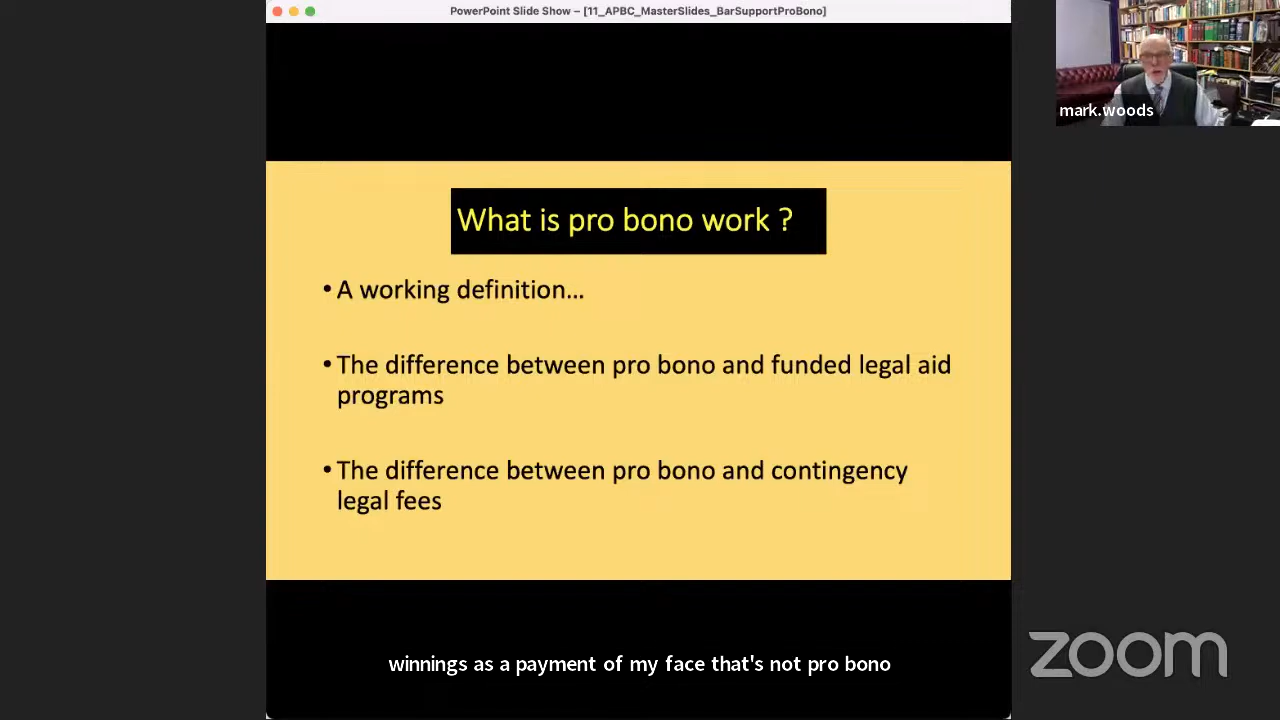 PowerPoint Slide Show – [11_APBC_MasterSlides_BarSupportProBono]
mark.woods
What is pro bono work ?
• A working definition...
• The difference between pro bono and funded legal aid
programs
• The difference between pro bono and contingency
legal fees
winnings as a payment of my face that's not pro bono
zoom